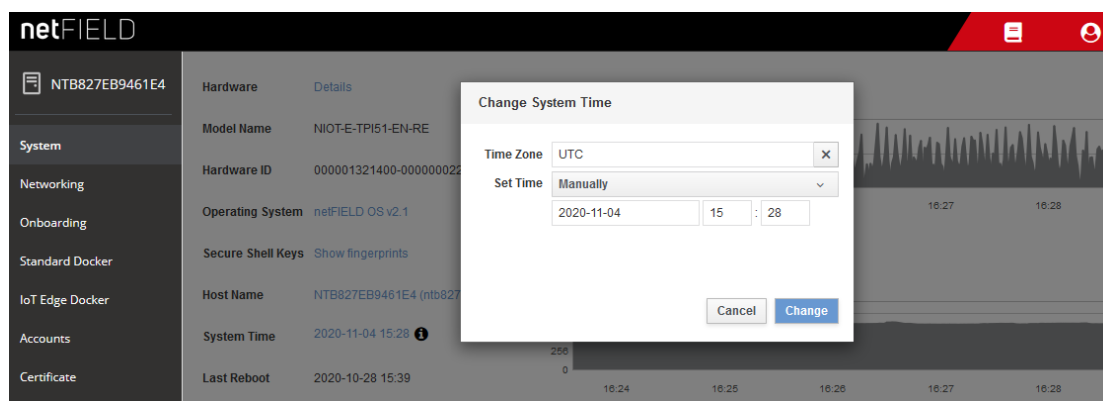 netFIELD
NTB827EB9461E4
System
Networking
Onboarding
Standard Docker
IoT Edge Docker
Accounts
Certificate
Hardware Details
Model Name NIOT-E-TPI51-EN-RE
Hardware ID 000001321400-000000022
Operating System netFIELD OS v2.1
Secure Shell Keys Show fingerprints
Host Name NTB827EB9461E4 (ntb827
System Time 2020-11-04 15:28
Last Reboot 2020-10-28 15:39
Change System Time
Time Zone UTC
Set Time Manually
2020-11-04 15 : 28
Cancel Change
16:27 16:28
256
0
16:24 16:25 16:26 16:27 16:28